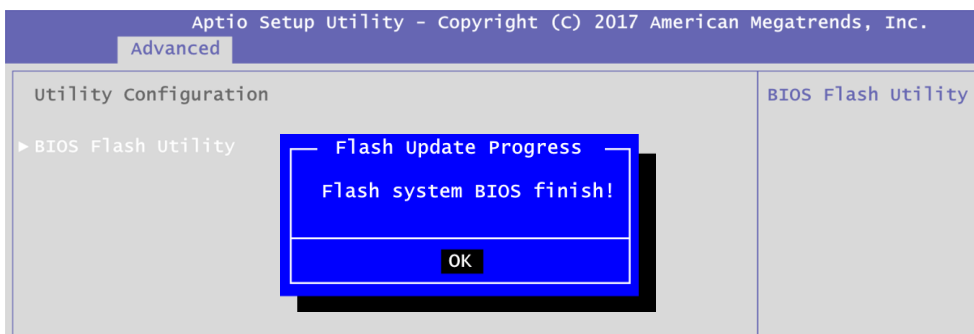 Aptio Setup Utility – Copyright (C) 2017 American Megatrends, Inc.
Advanced
Utility Configuration
BIOS Flash Utility
BIOS Flash Utility
Flash Update Progress
Flash system BIOS finish!
OK